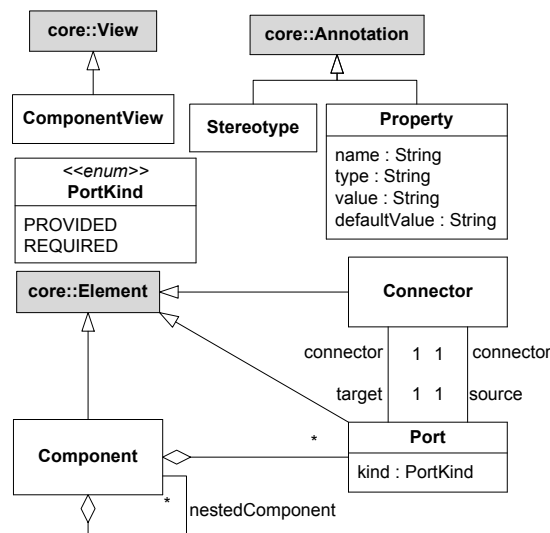 core::View
core::Annotation
ComponentView
Stereotype
Property
name : String
type : String
value : String
defaultValue : String
<<enum>>
PortKind
PROVIDED
REQUIRED
core::Element
Connector
connector 1 1 connector
target 1 1 source
Component
*
Port
kind : PortKind
*
nestedComponent